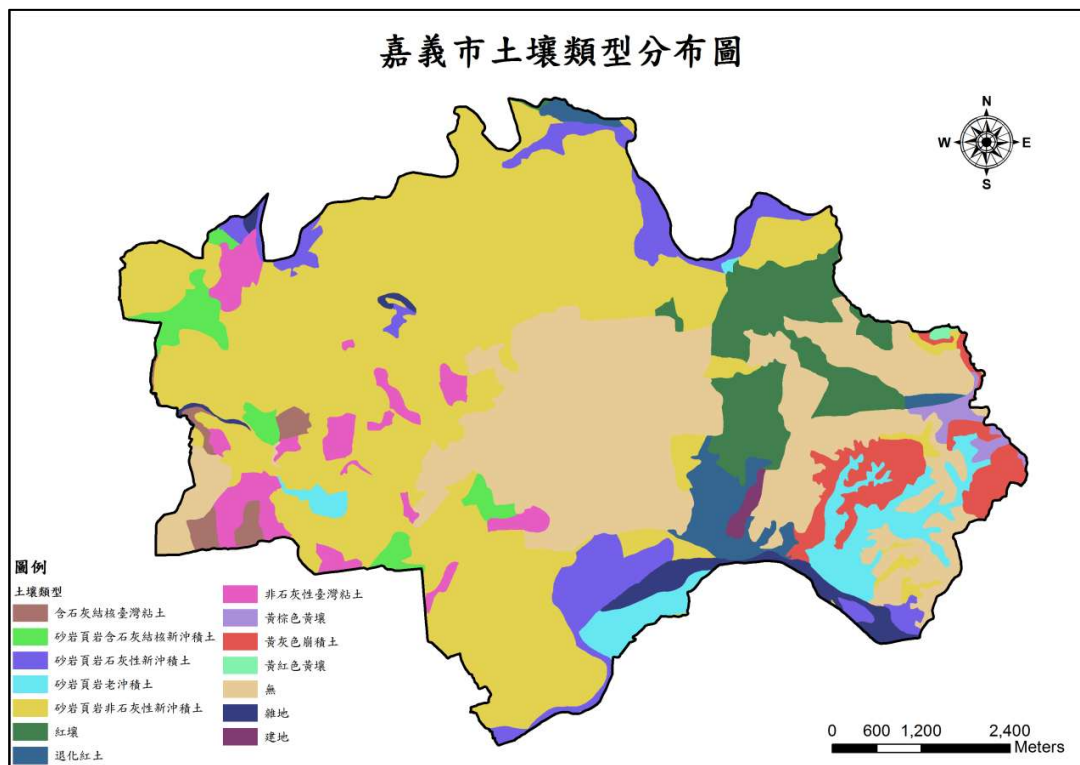 嘉義市土壤類型分布圖
N
W E
S
圖例
土壤類型
含石灰結核臺灣粘土
砂岩頁岩含石灰結核新沖積土
砂岩頁岩石灰性新沖積土
砂岩頁岩老沖積土
砂岩頁岩非石灰性新沖積土
紅壤
退化紅土
非石灰性臺灣粘土
黃棕色黃壤
黃灰色崩積土
黃紅色黃壤
無
雜地
建地
0 600 1,200 2,400
Meters